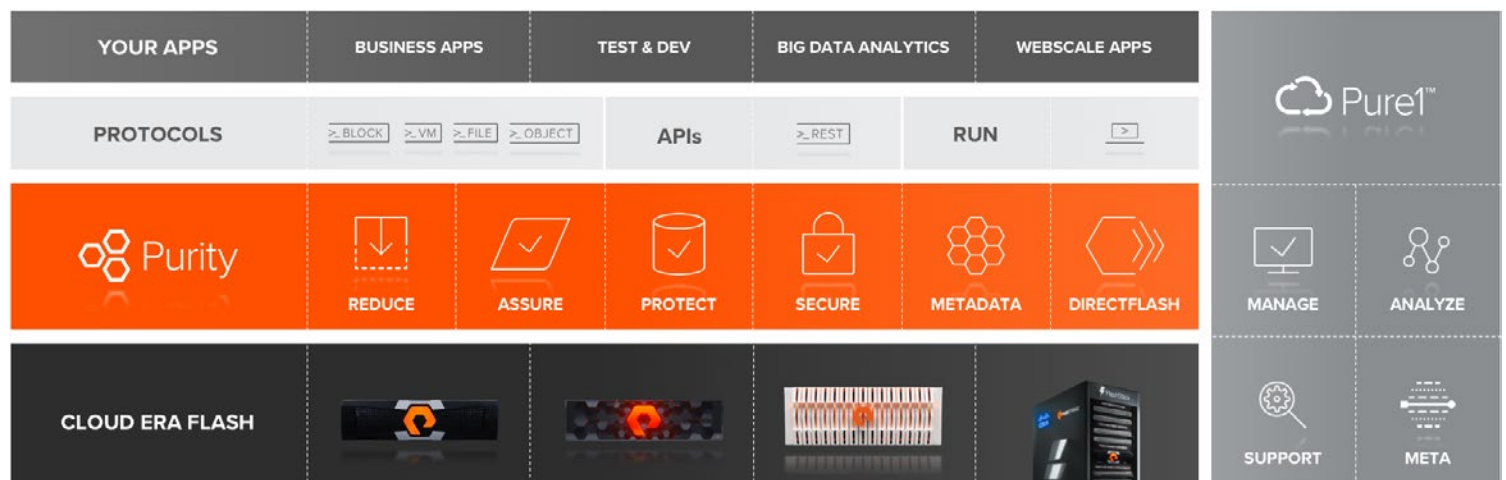 YOUR APPS
BUSINESS APPS
TEST & DEV
BIG DATA ANALYTICS
WEBSCALE APPS
PROTOCOLS
>_BLOCK
>_VM
>_FILE
>_OBJECT
APIs
>_REST
RUN
>
Purity
REDUCE
ASSURE
PROTECT
SECURE
METADATA
DIRECTFLASH
CLOUD ERA FLASH
Pure1™
MANAGE
ANALYZE
SUPPORT
META